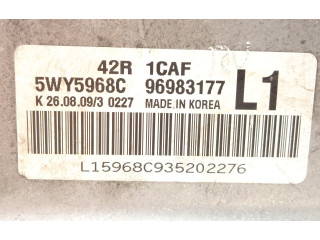 42R 1CAF
5WY5968C 96983177 L1
K 26.08.09/3 0227 MADE IN KOREA
L15968C935202276